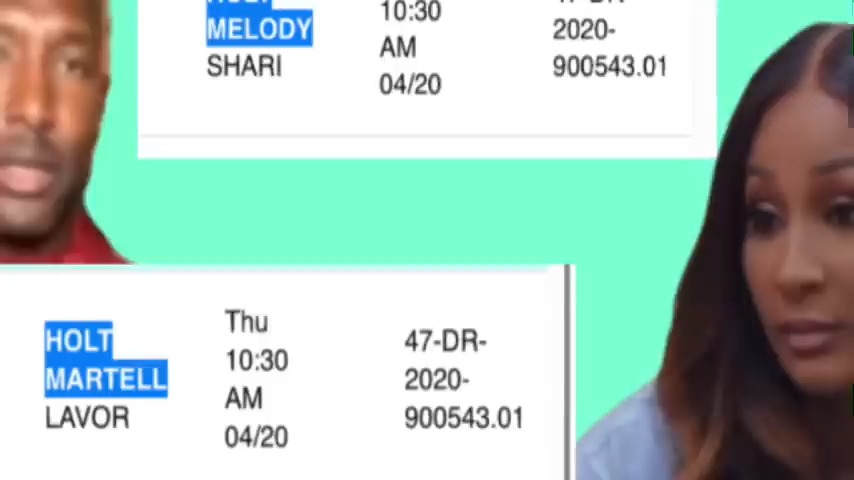 MELODY
SHARI
10:30
AM
04/20
2020-
900543.01
HOLT
MARTELL
LAVOR
Thu
10:30
AM
04/20
47-DR-
2020-
900543.01